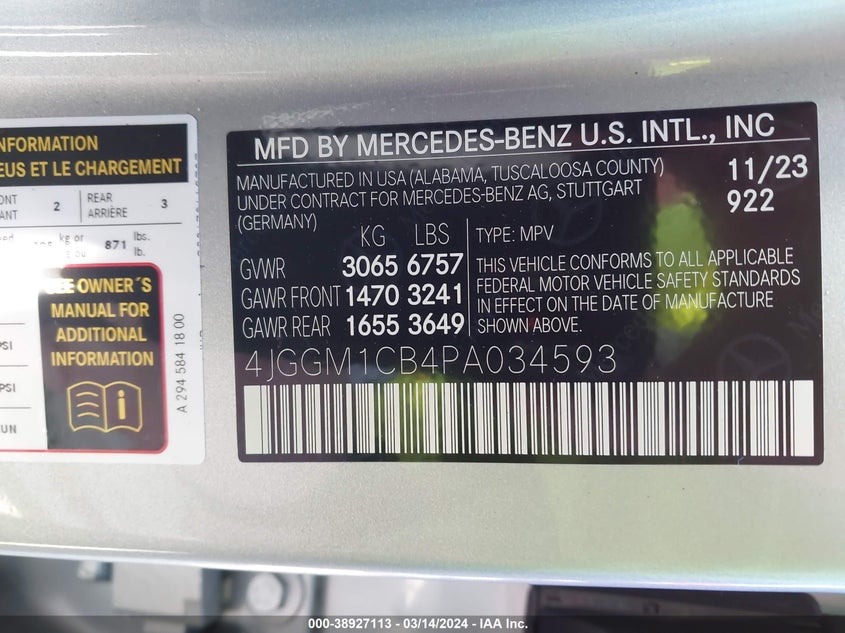 INFORMATION
EUS ET LE CHARGEMENT
2
REAR
ARRIÈRE
3
kg or
871
lbs.
lb.
SEE OWNER´S
MANUAL FOR
ADDITIONAL
INFORMATION
PSI
PSI
A 294 584 18 00
MFD BY MERCEDES-BENZ U.S. INTL., INC
MANUFACTURED IN USA (ALABAMA, TUSCALOOSA COUNTY)
UNDER CONTRACT FOR MERCEDES-BENZ AG, STUTTGART
(GERMANY)
11/23
922
KG LBS
GVWR 3065 6757
GAWR FRONT 1470 3241
GAWR REAR 1655 3649
TYPE: MPV
THIS VEHICLE CONFORMS TO ALL APPLICABLE
FEDERAL MOTOR VEHICLE SAFETY STANDARDS
IN EFFECT ON THE DATE OF MANUFACTURE
SHOWN ABOVE.
4JGGM1CB4PA034593
000-38927113 - 03/14/2024 - IAA Inc.